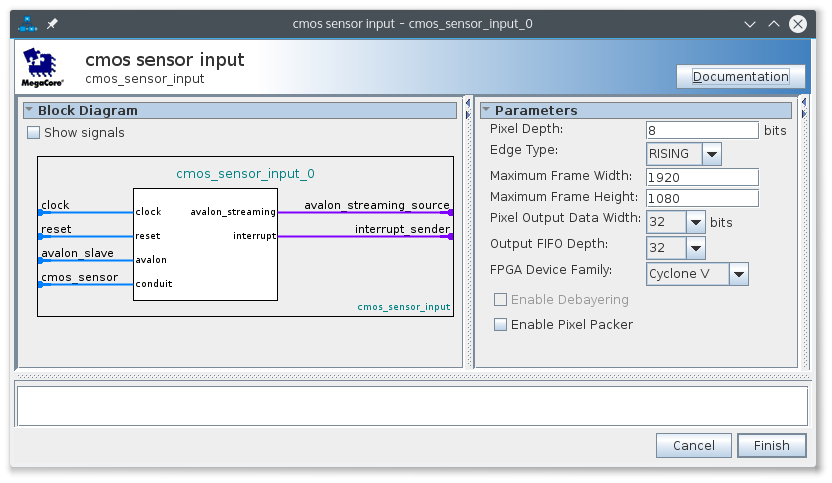 cmos sensor input - cmos_sensor_input_0
cmos sensor input
cmos_sensor_input
MegaCore®
Documentation
Block Diagram
Show signals
cmos_sensor_input_0
clock
clock
avalon_streaming
avalon_streaming_source
reset
reset
interrupt
interrupt_sender
avalon_slave
avalon
cmos_sensor
conduit
cmos_sensor_input
Parameters
Pixel Depth: 8 bits
Edge Type: RISING
Maximum Frame Width: 1920
Maximum Frame Height: 1080
Pixel Output Data Width: 32 bits
Output FIFO Depth: 32
FPGA Device Family: Cyclone V
Enable Debayering
Enable Pixel Packer
Cancel
Finish